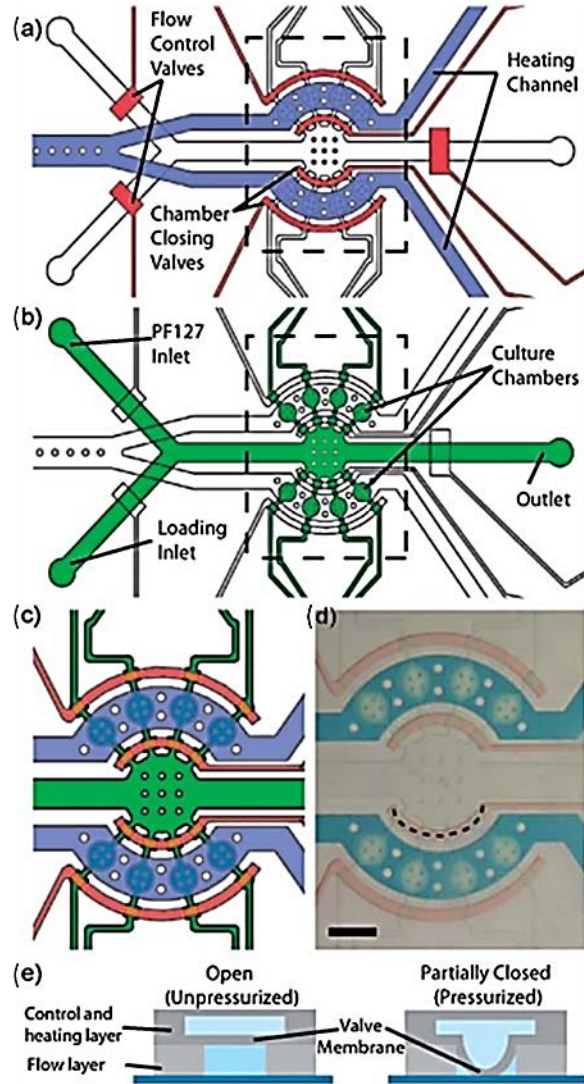 (a)
Flow
Control
Valves
Heating
Channel
Chamber
Closing
Valves
(b)
PF127
Inlet
Culture
Chambers
Loading
Inlet
Outlet
(c)
(d)
(e)
Open
(Unpressurized)
Partially Closed
(Pressurized)
Control and
heating layer
Valve
Membrane
Flow layer